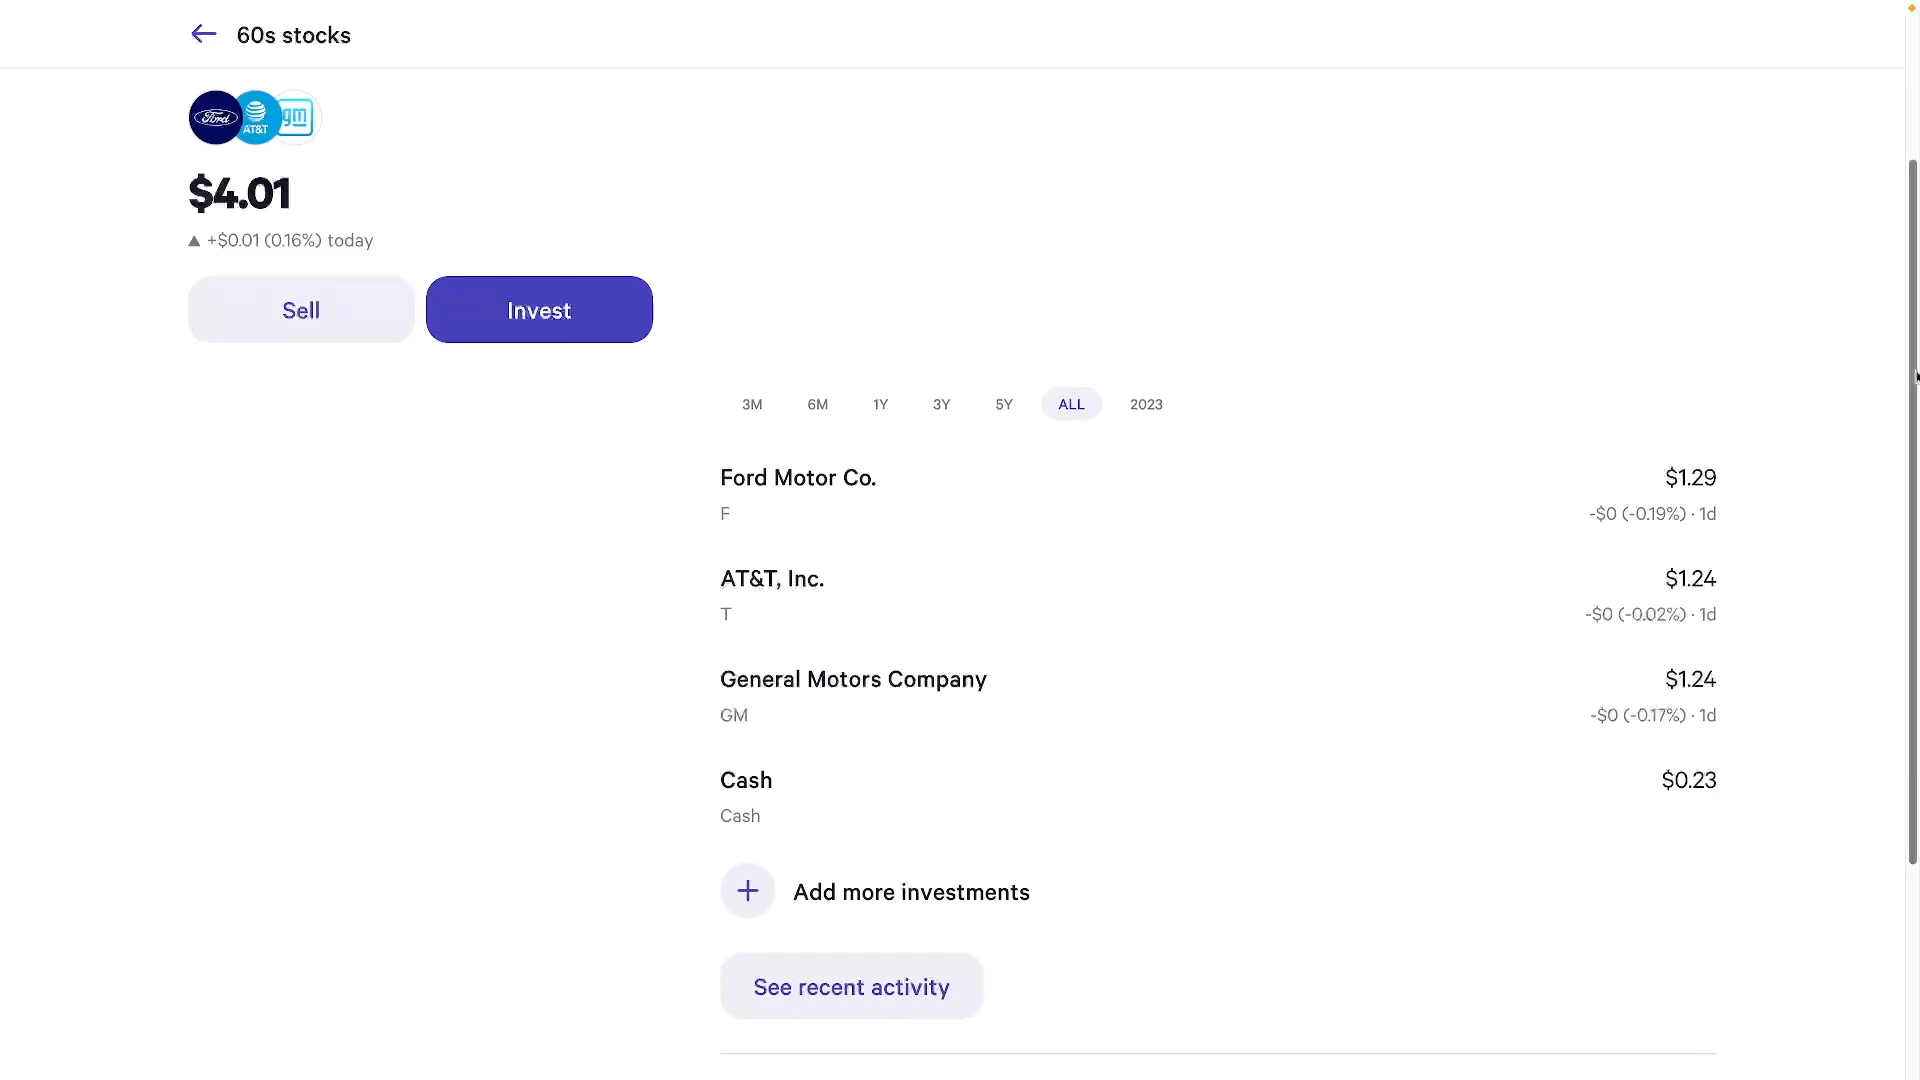 60s stocks
Ford
AT&T
gm
$4.01
▲ +$0.01 (0.16%) today
Sell
Invest
3M 6M 1Y 3Y 5Y ALL 2023
Ford Motor Co. $1.29
F -$0 (-0.19%) · 1d
AT&T, Inc. $1.24
T -$0 (-0.02%) · 1d
General Motors Company $1.24
GM -$0 (-0.17%) · 1d
Cash $0.23
Cash
Add more investments
See recent activity